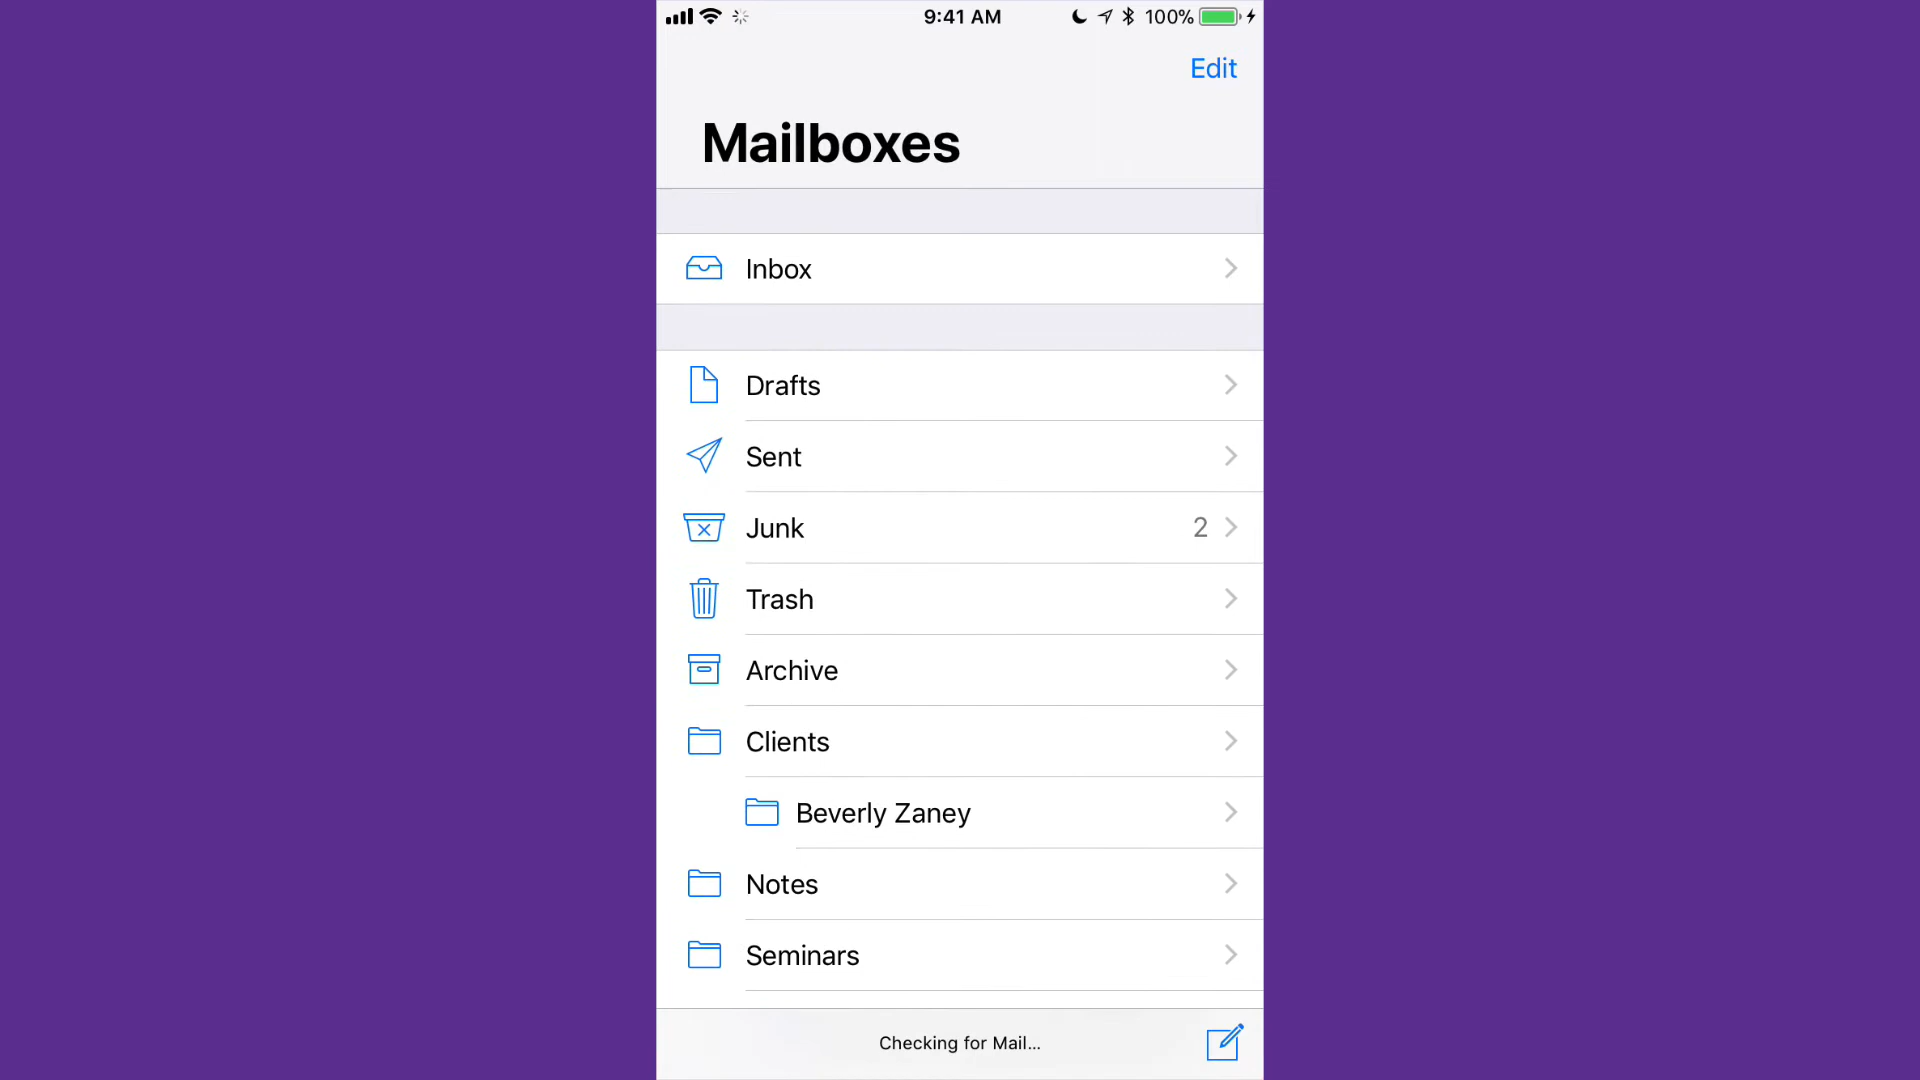 9:41 AM 100%
Edit
Mailboxes
Inbox
Drafts
Sent
Junk 2
Trash
Archive
Clients
Beverly Zaney
Notes
Seminars
Checking for Mail...